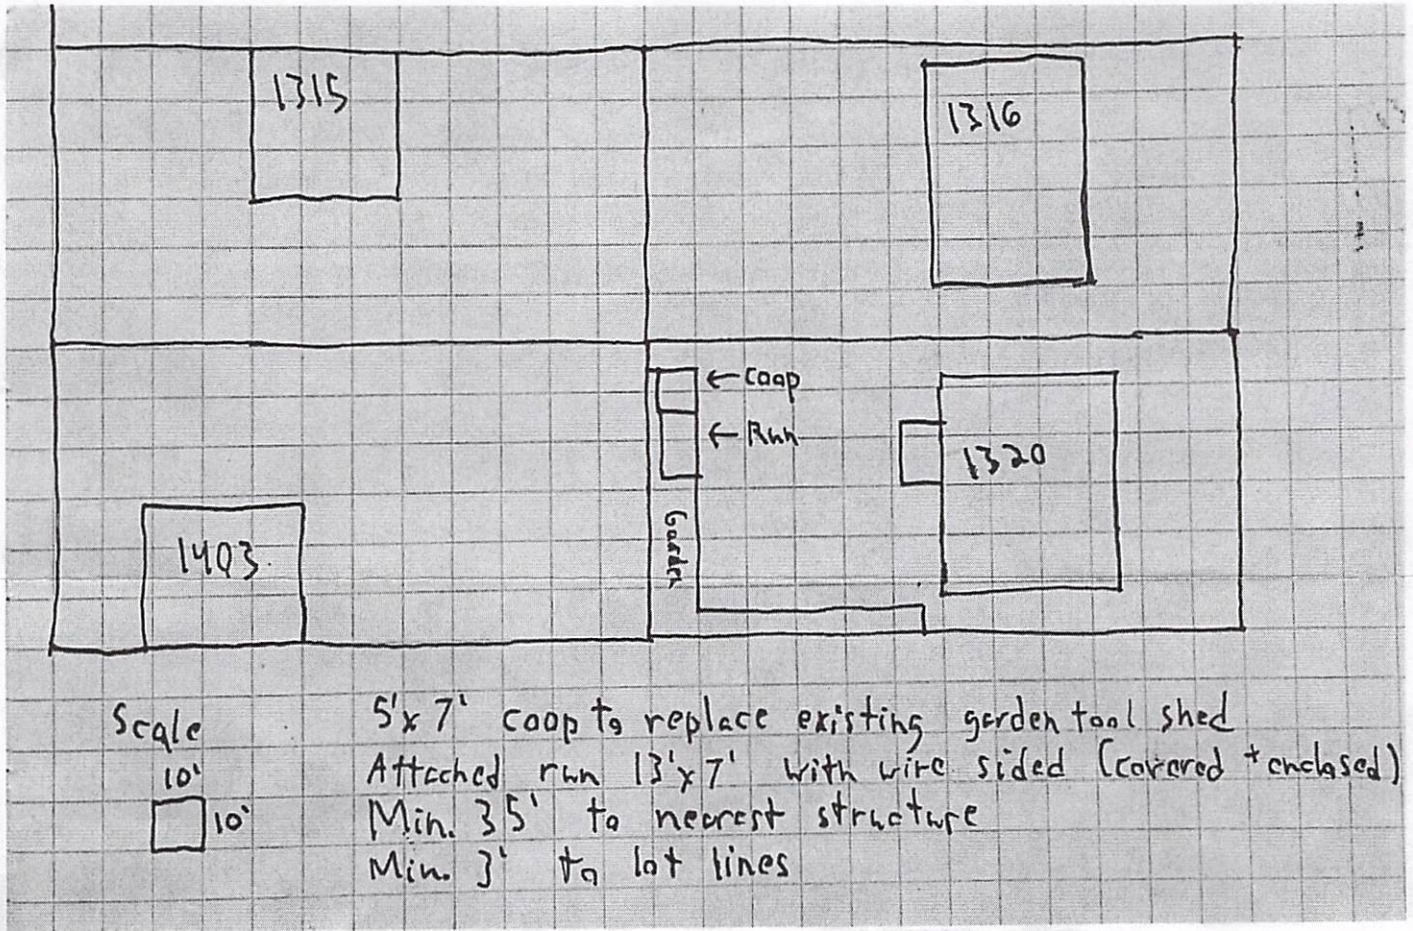 1315
1316
← Coop
← Run
1320
Garden
1403
Scale
10'
10'
5'x 7' coop to replace existing garden tool shed
Attached run 13'x 7' with wire sided (covered + enclosed)
Min. 35' to nearest structure
Min. 3' to lot lines